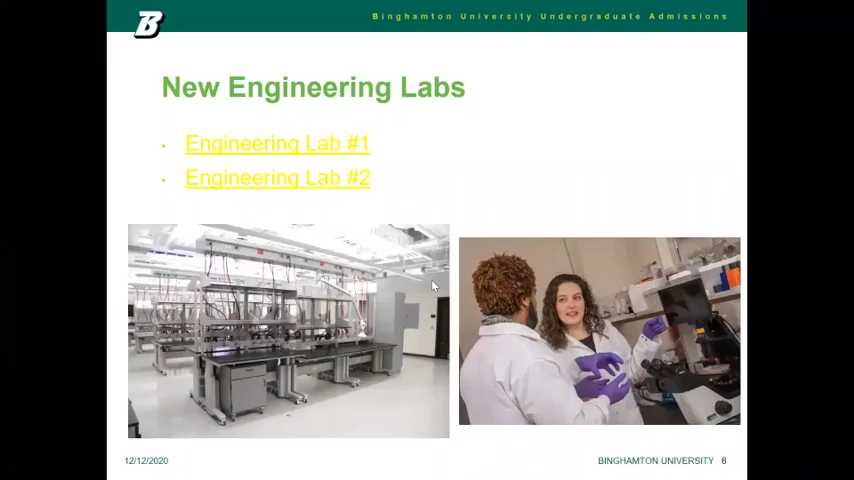 B
Binghamton University Undergraduate Admissions
New Engineering Labs
Engineering Lab #1
Engineering Lab #2
12/12/2020
BINGHAMTON UNIVERSITY 6